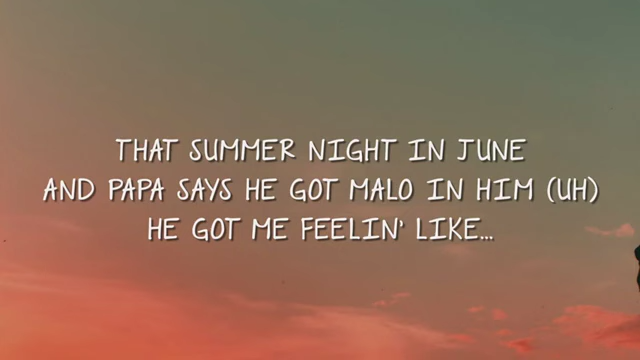 THAT SUMMER NIGHT IN JUNE
AND PAPA SAYS HE GOT MALO IN HIM (UH)
HE GOT ME FEELIN' LIKE...